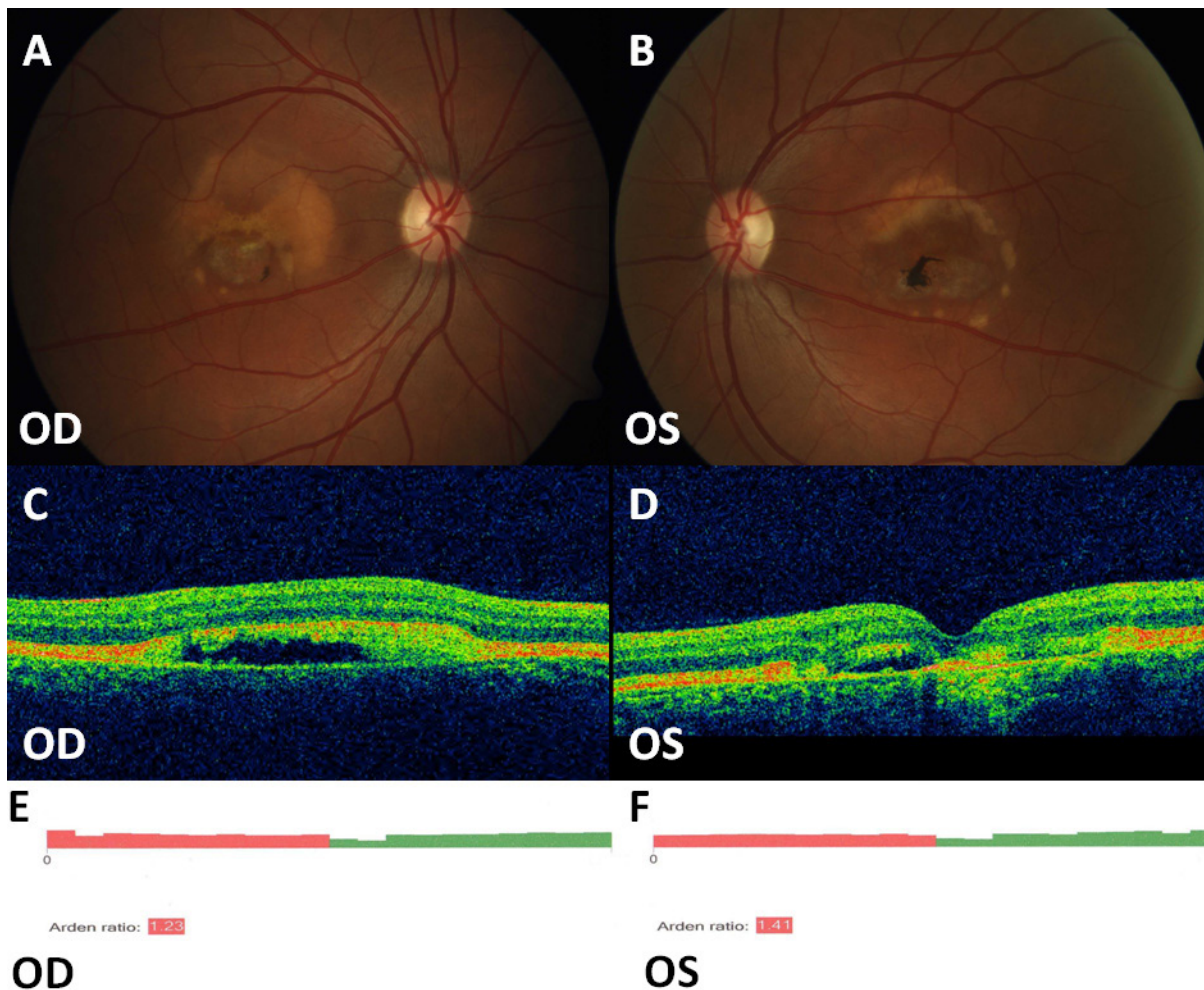 A
B
OD
OS
C
D
OD
OS
E
F
0
0
Arden ratio: 1.23
Arden ratio: 1.41
OD
OS